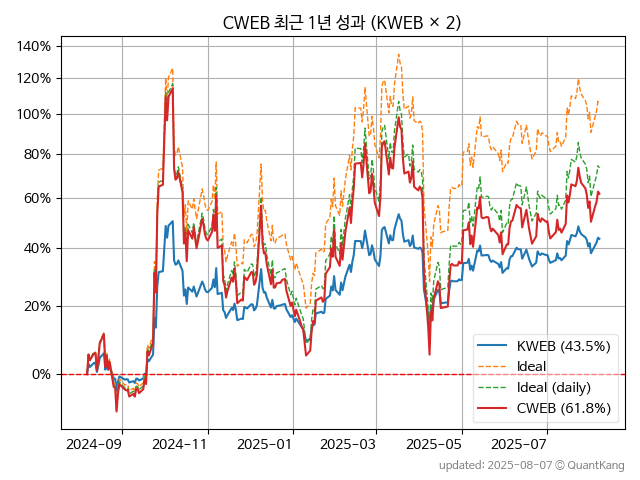 CWEB 최근 1년 성과 (KWEB × 2)
140%
120%
100%
80%
60%
40%
20%
0%
KWEB (43.5%)
Ideal
Ideal (daily)
CWEB (61.8%)
2024-09
2024-11
2025-01
2025-03
2025-05
2025-07
updated: 2025-08-07 © QuantKang